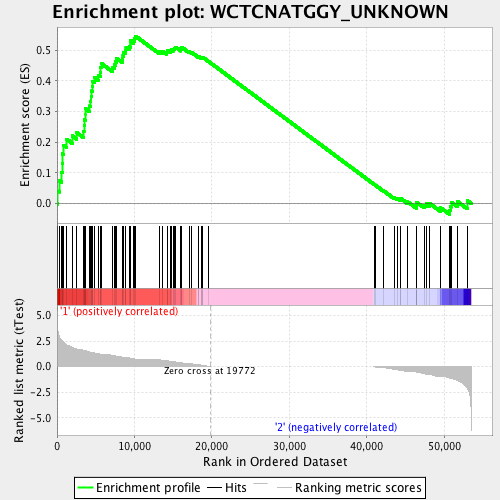 Enrichment plot: WCTCNATGGY_UNKNOWN
Enrichment score (ES)
0.5
0.4
0.3
0.2
0.1
0.0
'1' (positively correlated)
Ranked list metric (tTest)
5.0
2.5
0.0
-2.5
-5.0
Zero cross at 19772
'2' (negatively correlated)
0 10,000 20,000 30,000 40,000 50,000
Rank in Ordered Dataset
Enrichment profile Hits Ranking metric scores